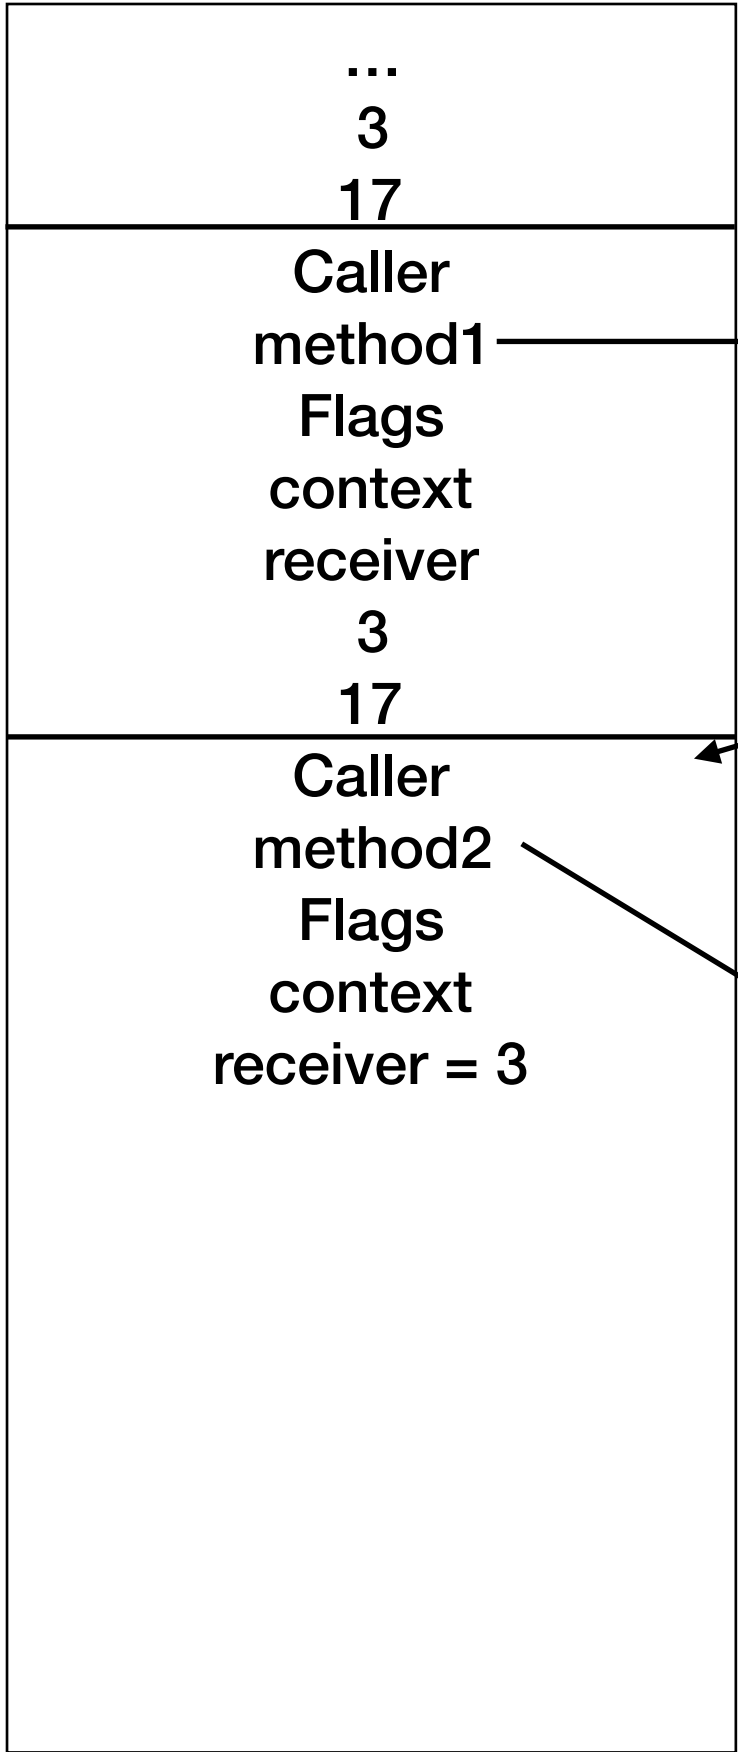 ...
3
17
Caller
method1
Flags
context
receiver
3
17
Caller
method2
Flags
context
receiver = 3